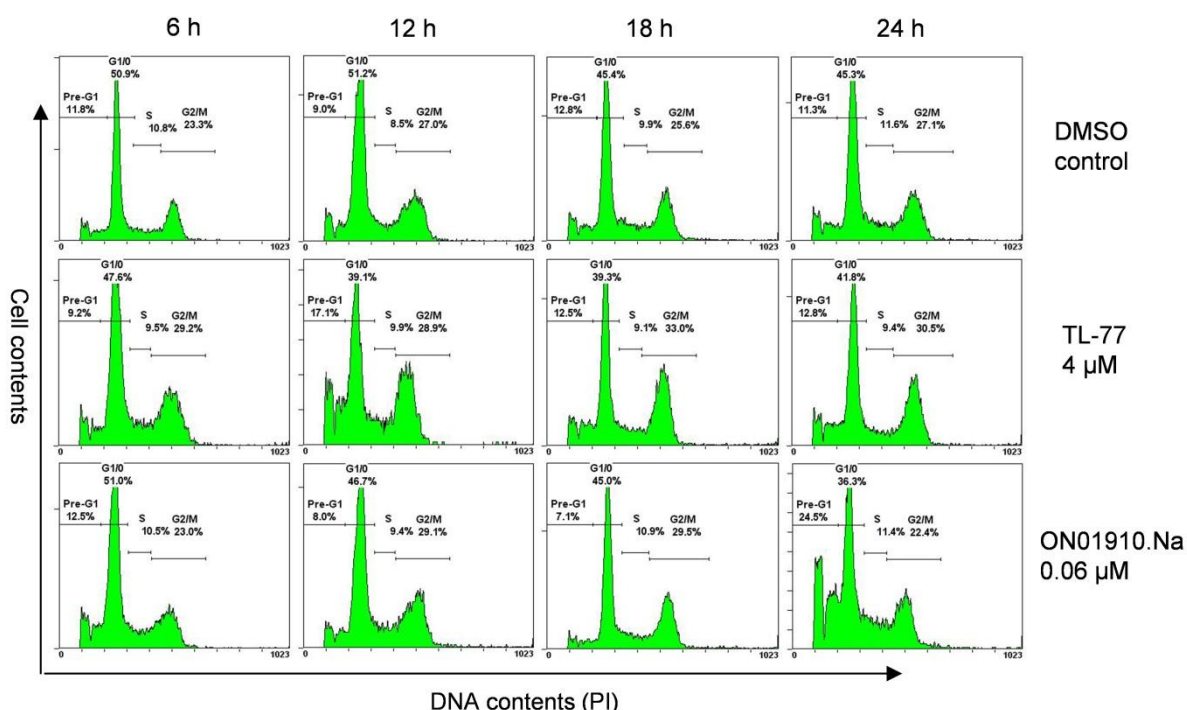 6 h 12 h 18 h 24 h
G1/0 G1/0 G1/0 G1/0
50.9% 51.2% 45.4% 45.3%
Pre-G1 S G2/M Pre-G1 S G2/M Pre-G1 S G2/M Pre-G1 S G2/M
11.8% 10.8% 23.3% 9.0% 8.5% 27.0% 12.8% 9.9% 25.6% 11.3% 11.6% 27.1%
DMSO
control
0 1023 0 1023 0 1023 0 1023
G1/0 G1/0 G1/0 G1/0
47.6% 39.1% 39.3% 41.8%
Pre-G1 S G2/M Pre-G1 S G2/M Pre-G1 S G2/M Pre-G1 S G2/M
9.2% 9.5% 29.2% 17.1% 9.9% 28.9% 12.5% 9.1% 33.0% 12.8% 9.4% 30.5%
TL-77
4 µM
0 1023 0 1023 0 1023 0 1023
G1/0 G1/0 G1/0 G1/0
51.0% 46.7% 45.0% 36.3%
Pre-G1 S G2/M Pre-G1 S G2/M Pre-G1 S G2/M Pre-G1 S G2/M
12.5% 10.5% 23.0% 8.0% 9.4% 29.1% 7.1% 10.9% 29.5% 24.5% 11.4% 22.4%
ON01910.Na
0.06 µM
0 1023 0 1023 0 1023 0 1023
Cell contents
DNA contents (PI)